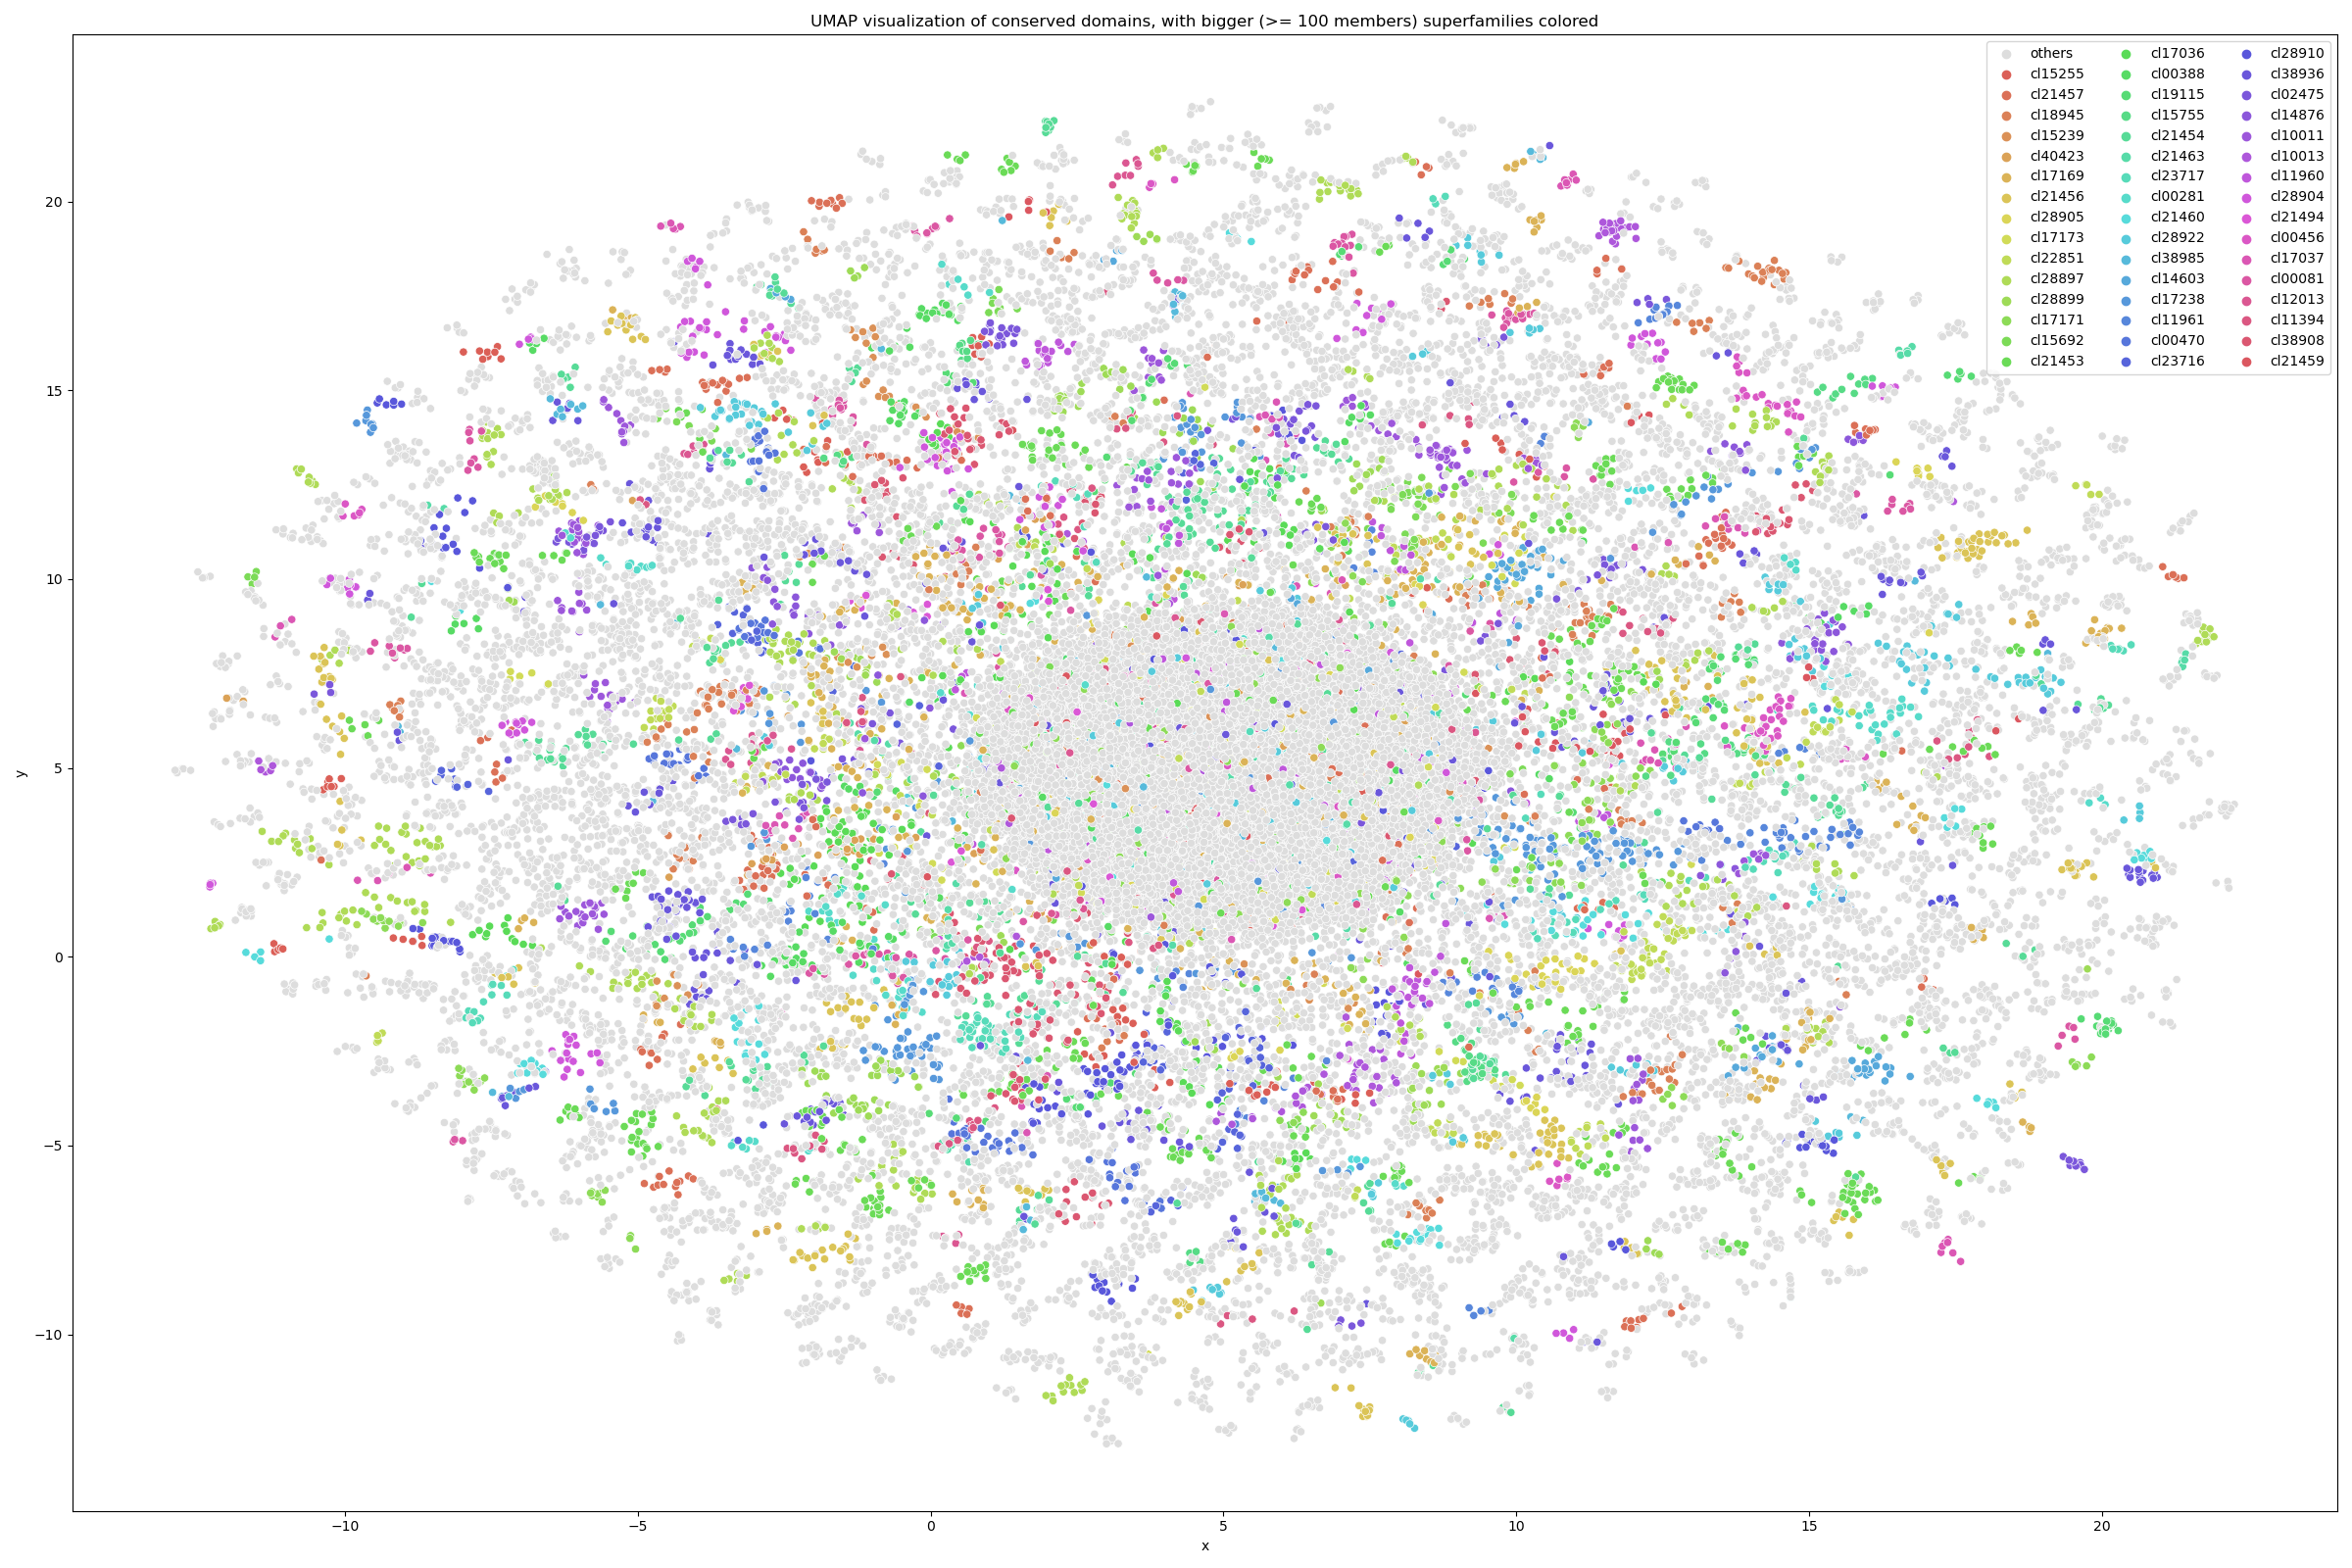 UMAP visualization of conserved domains, with bigger (>= 100 members) superfamilies colored
others
cl15255
cl21457
cl18945
cl15239
cl40423
cl17169
cl21456
cl28905
cl17173
cl22851
cl28897
cl28899
cl17171
cl15692
cl21453
cl17036
cl00388
cl19115
cl15755
cl21454
cl21463
cl23717
cl00281
cl21460
cl28922
cl38985
cl14603
cl17238
cl11961
cl00470
cl23716
cl28910
cl38936
cl02475
cl14876
cl10011
cl10013
cl11960
cl28904
cl21494
cl00456
cl17037
cl00081
cl12013
cl11394
cl38908
cl21459
y
20
15
10
5
0
−5
−10
−10
−5
0
5
10
15
20
x